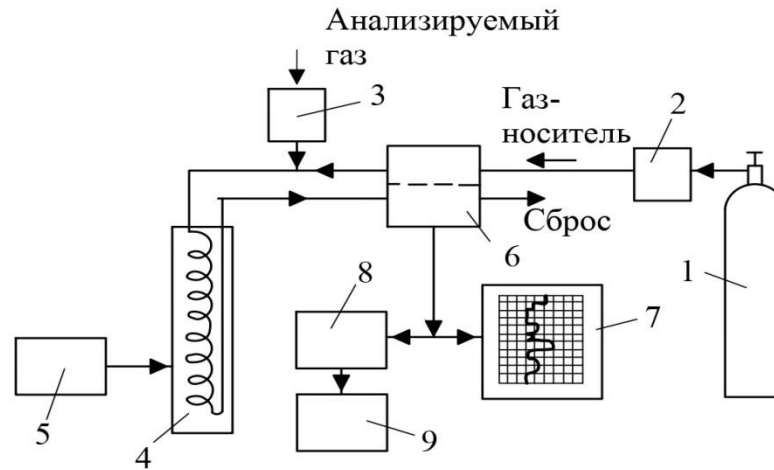 Анализируемый
газ
3
Газ-
носитель
2
Сброс
6
1
8
7
5
4
9